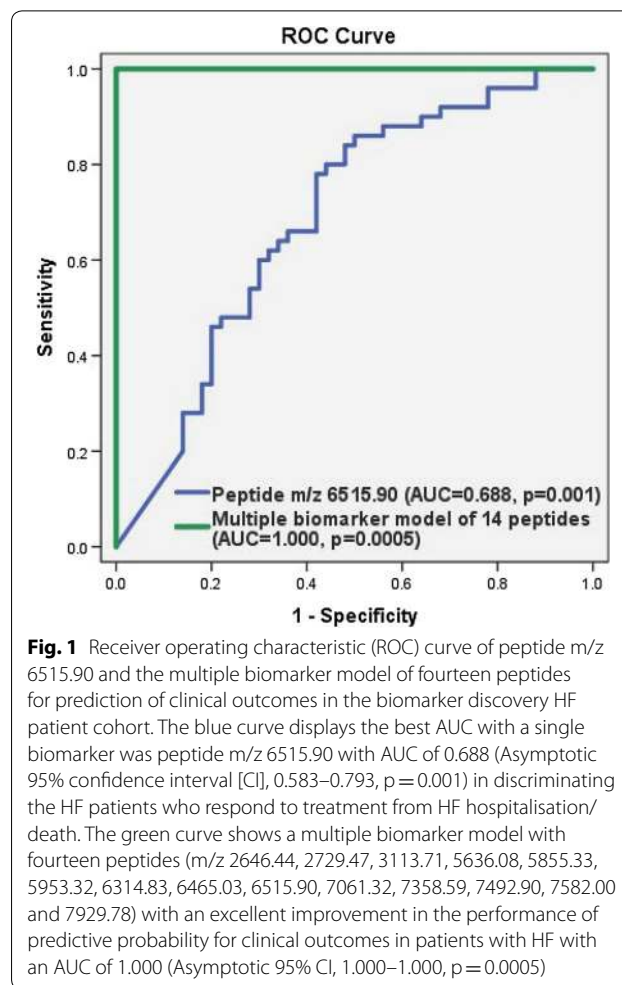 ROC Curve
1.0
0.8
0.6
0.4
0.2
0.0
Sensitivity
Peptide m/z 6515.90 (AUC=0.688, p=0.001)
Multiple biomarker model of 14 peptides
(AUC=1.000, p=0.0005)
0.0 0.2 0.4 0.6 0.8 1.0
1 - Specificity
Fig. 1 Receiver operating characteristic (ROC) curve of peptide m/z
6515.90 and the multiple biomarker model of fourteen peptides
for prediction of clinical outcomes in the biomarker discovery HF
patient cohort. The blue curve displays the best AUC with a single
biomarker was peptide m/z 6515.90 with AUC of 0.688 (Asymptotic
95% confidence interval [CI], 0.583–0.793, p = 0.001) in discriminating
the HF patients who respond to treatment from HF hospitalisation/
death. The green curve shows a multiple biomarker model with
fourteen peptides (m/z 2646.44, 2729.47, 3113.71, 5636.08, 5855.33,
5953.32, 6314.83, 6465.03, 6515.90, 7061.32, 7358.59, 7492.90, 7582.00
and 7929.78) with an excellent improvement in the performance of
predictive probability for clinical outcomes in patients with HF with
an AUC of 1.000 (Asymptotic 95% CI, 1.000–1.000, p = 0.0005)